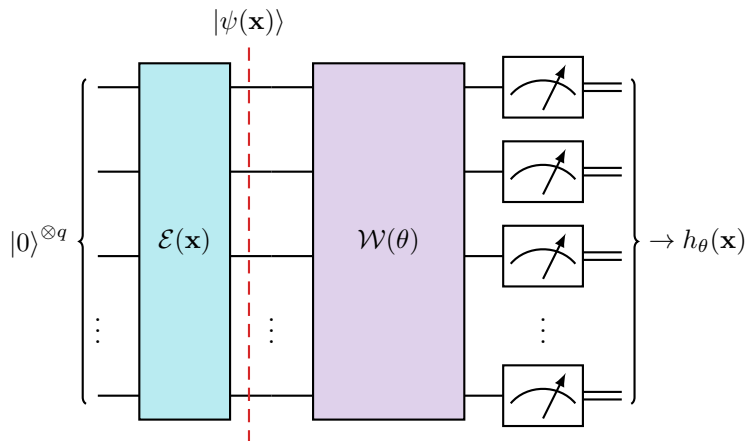 |ψ(𝐱)⟩
|0⟩^{⊗q}
ℰ(𝐱)
𝒲(θ)
→ h_θ(𝐱)
⋮
⋮
⋮